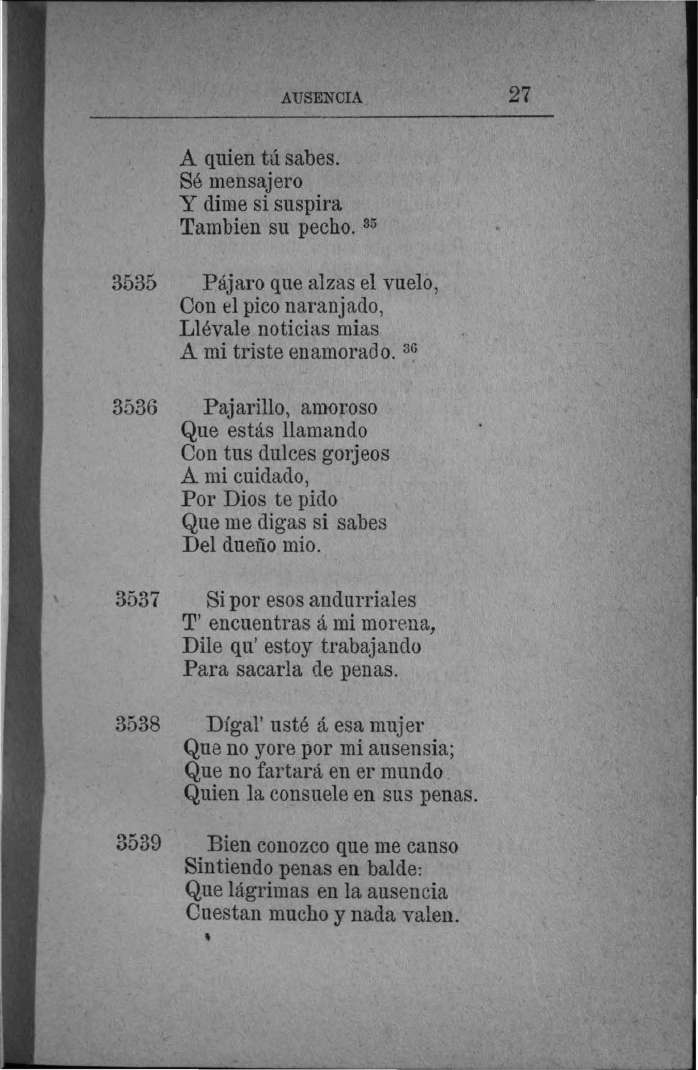 AUSENCIA 27
A quien tú sabes.
Sé mensajero
Y dime si suspira
Tambien su pecho. 35
3535 Pájaro que alzas el vuelo,
Con el pico naranjado,
Llévale noticias mias
A mi triste enamorado. 36
3536 Pajarillo, amoroso
Que estás llamando
Con tus dulces gorjeos
A mi cuidado,
Por Dios te pido
Que me digas si sabes
Del dueño mio.
3537 Si por esos andurriales
T' encuentras á mi morena,
Dile qu' estoy trabajando
Para sacarla de penas.
3538 Dígal' usté á esa mujer
Que no yore por mi ausensia;
Que no fartará en er mundo
Quien la consuele en sus penas.
3539 Bien conozco que me canso
Sintiendo penas en balde:
Que lágrimas en la ausencia
Cuestan mucho y nada valen.